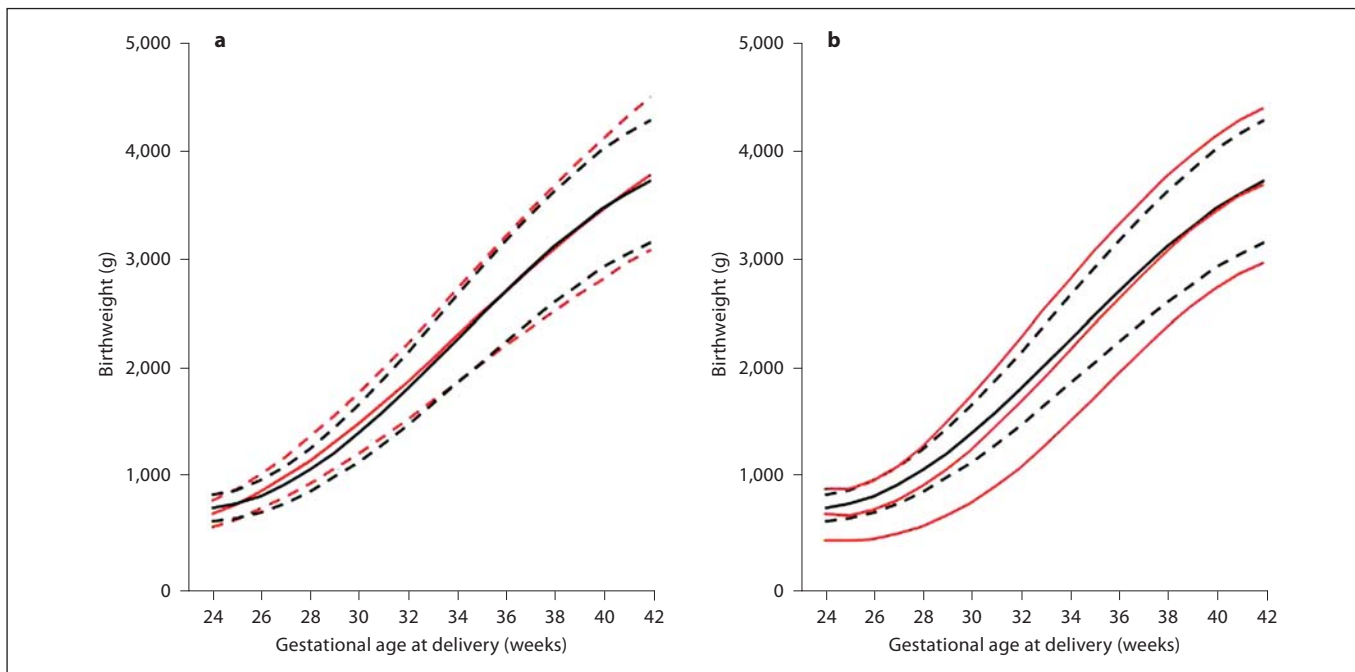 a
5,000
4,000
3,000
2,000
1,000
0
Birthweight (g)
24 26 28 30 32 34 36 38 40 42
Gestational age at delivery (weeks)
b
5,000
4,000
3,000
2,000
1,000
0
Birthweight (g)
24 26 28 30 32 34 36 38 40 42
Gestational age at delivery (weeks)